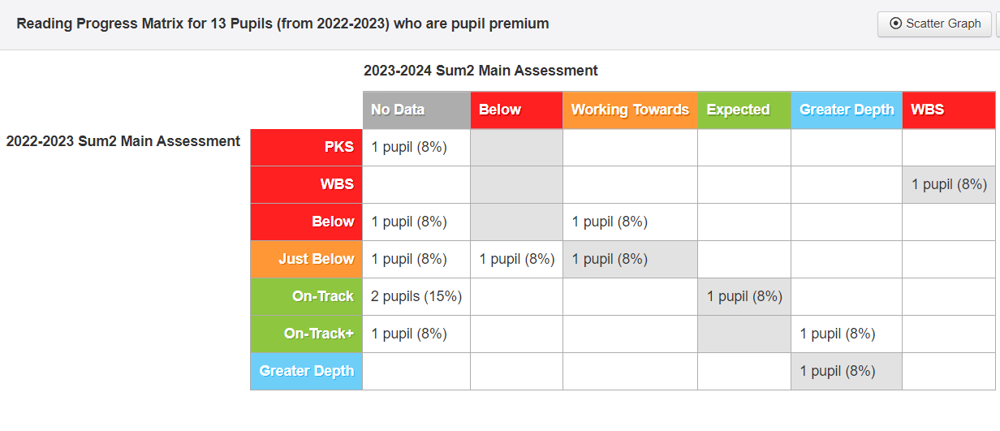 Reading Progress Matrix for 13 Pupils (from 2022-2023) who are pupil premium
Scatter Graph
2023-2024 Sum2 Main Assessment
No Data Below Working Towards Expected Greater Depth WBS
2022-2023 Sum2 Main Assessment
PKS 1 pupil (8%)
WBS 1 pupil (8%)
Below 1 pupil (8%) 1 pupil (8%)
Just Below 1 pupil (8%) 1 pupil (8%) 1 pupil (8%)
On-Track 2 pupils (15%) 1 pupil (8%)
On-Track+ 1 pupil (8%) 1 pupil (8%)
Greater Depth 1 pupil (8%)